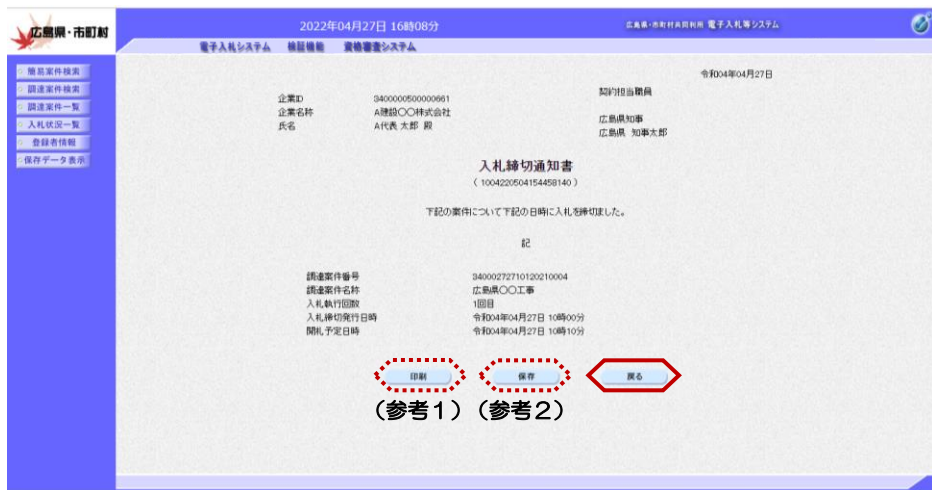 広島県・市町村
2022年04月27日 16時08分
広島県・市町村共同利用 電子入札等システム
電子入札システム 検証機能 資格審査システム
簡易案件検索
調達案件検索
調達案件一覧
入札状況一覧
登録者情報
保存データ表示
令和04年04月27日
企業ID 3400000500000661
企業名称 A建設〇〇株式会社
氏名 A代表 太郎 殿
契約担当職員
広島県知事
広島県 知事太郎
入札締切通知書
( 1004220504154458140 )
下記の案件について下記の日時に入札を締切ました。
記
調達案件番号 34000272710120210004
調達案件名称 広島県〇〇工事
入札執行回数 1回目
入札締切発行日時 令和04年04月27日 10時00分
開札予定日時 令和04年04月27日 10時10分
印刷 保存 戻る
(参考1) (参考2)